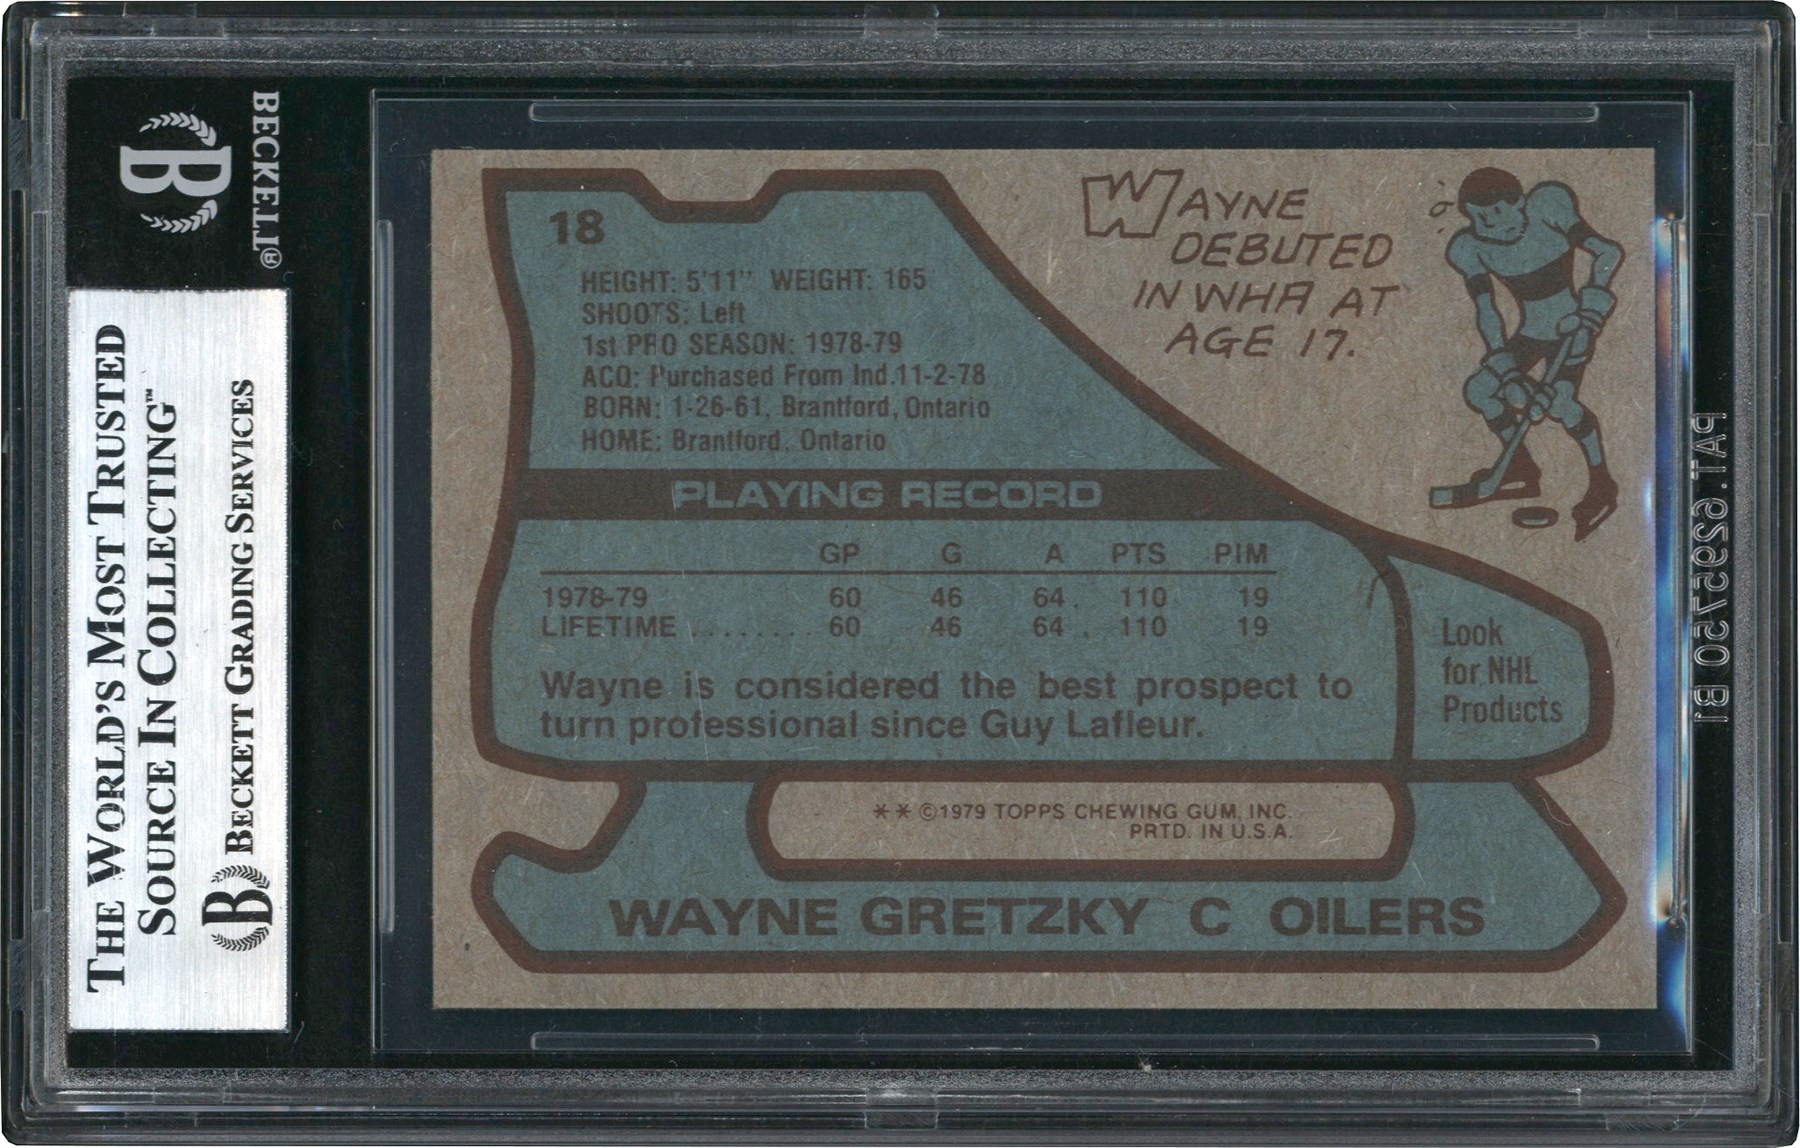 BECKETT®
B
THE WORLD'S MOST TRUSTED
SOURCE IN COLLECTING™
B BECKETT GRADING SERVICES
18
HEIGHT: 5'11" WEIGHT: 165
SHOOTS: Left
1st PRO SEASON: 1978-79
ACQ: Purchased From Ind.11-2-78
BORN: 1-26-61, Brantford, Ontario
HOME: Brantford, Ontario
WAYNE
DEBUTED
IN WHA AT
AGE 17.
PLAYING RECORD
GP G A PTS PIM
1978-79 60 46 64 110 19
LIFETIME ........ 60 46 64 110 19
Wayne is considered the best prospect to
turn professional since Guy Lafleur.
Look
for NHL
Products
** ©1979 TOPPS CHEWING GUM, INC.
PRTD. IN U.S.A.
WAYNE GRETZKY C OILERS
PAT. 6295750 B1